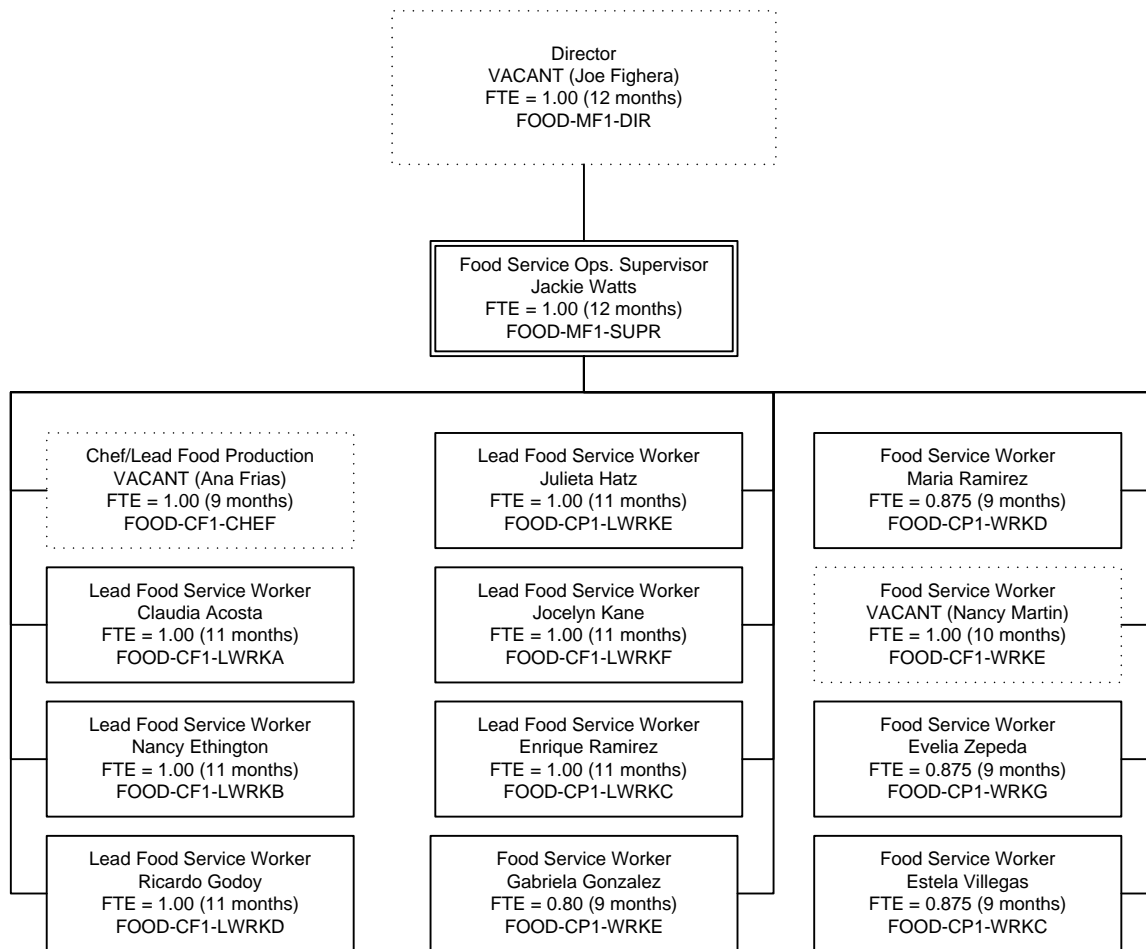 Director
VACANT (Joe Fighera)
FTE = 1.00 (12 months)
FOOD-MF1-DIR
Food Service Ops. Supervisor
Jackie Watts
FTE = 1.00 (12 months)
FOOD-MF1-SUPR
Chef/Lead Food Production
VACANT (Ana Frias)
FTE = 1.00 (9 months)
FOOD-CF1-CHEF
Lead Food Service Worker
Claudia Acosta
FTE = 1.00 (11 months)
FOOD-CF1-LWRKA
Lead Food Service Worker
Nancy Ethington
FTE = 1.00 (11 months)
FOOD-CF1-LWRKB
Lead Food Service Worker
Ricardo Godoy
FTE = 1.00 (11 months)
FOOD-CF1-LWRKD
Lead Food Service Worker
Julieta Hatz
FTE = 1.00 (11 months)
FOOD-CP1-LWRKE
Lead Food Service Worker
Jocelyn Kane
FTE = 1.00 (11 months)
FOOD-CF1-LWRKF
Lead Food Service Worker
Enrique Ramirez
FTE = 1.00 (11 months)
FOOD-CP1-LWRKC
Food Service Worker
Gabriela Gonzalez
FTE = 0.80 (9 months)
FOOD-CP1-WRKE
Food Service Worker
Maria Ramirez
FTE = 0.875 (9 months)
FOOD-CP1-WRKD
Food Service Worker
VACANT (Nancy Martin)
FTE = 1.00 (10 months)
FOOD-CF1-WRKE
Food Service Worker
Evelia Zepeda
FTE = 0.875 (9 months)
FOOD-CP1-WRKG
Food Service Worker
Estela Villegas
FTE = 0.875 (9 months)
FOOD-CP1-WRKC